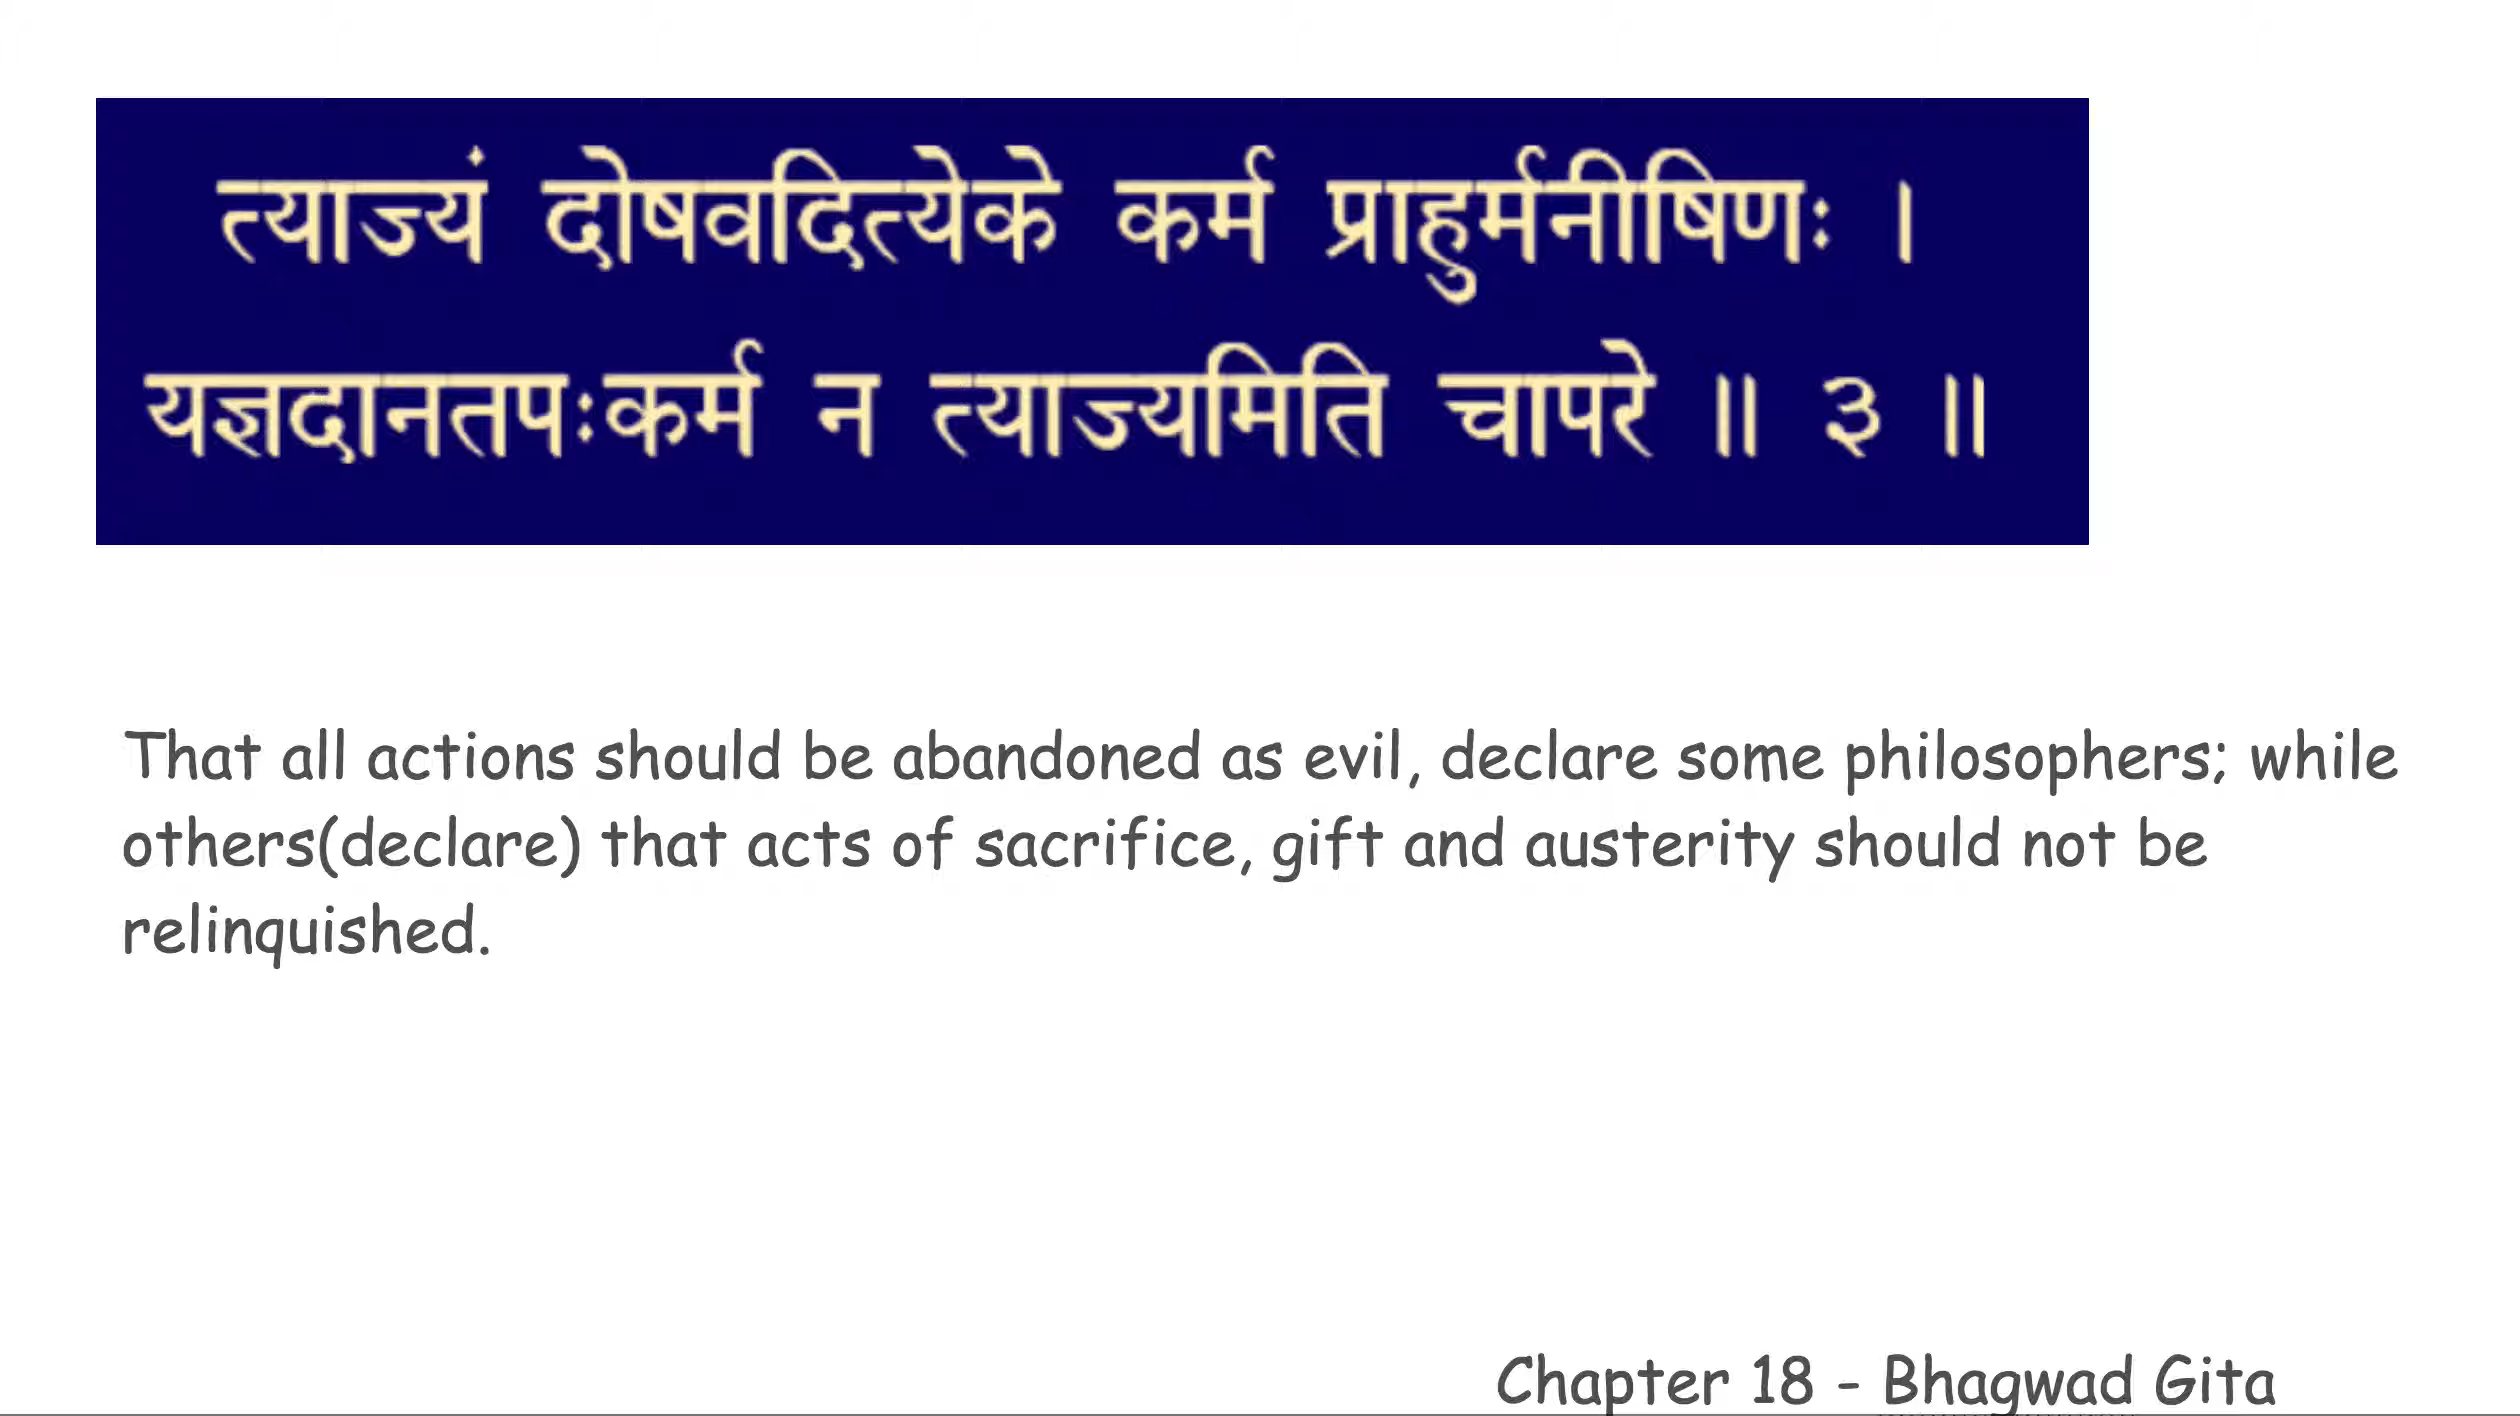 त्याज्यं दोषवदित्येके कर्म प्राहुर्मनीषिणः ।
यज्ञदानतपःकर्म न त्याज्यमिति चापरे ॥ ३ ॥
That all actions should be abandoned as evil, declare some philosophers; while
others(declare) that acts of sacrifice, gift and austerity should not be
relinquished.
Chapter 18 - Bhagwad Gita